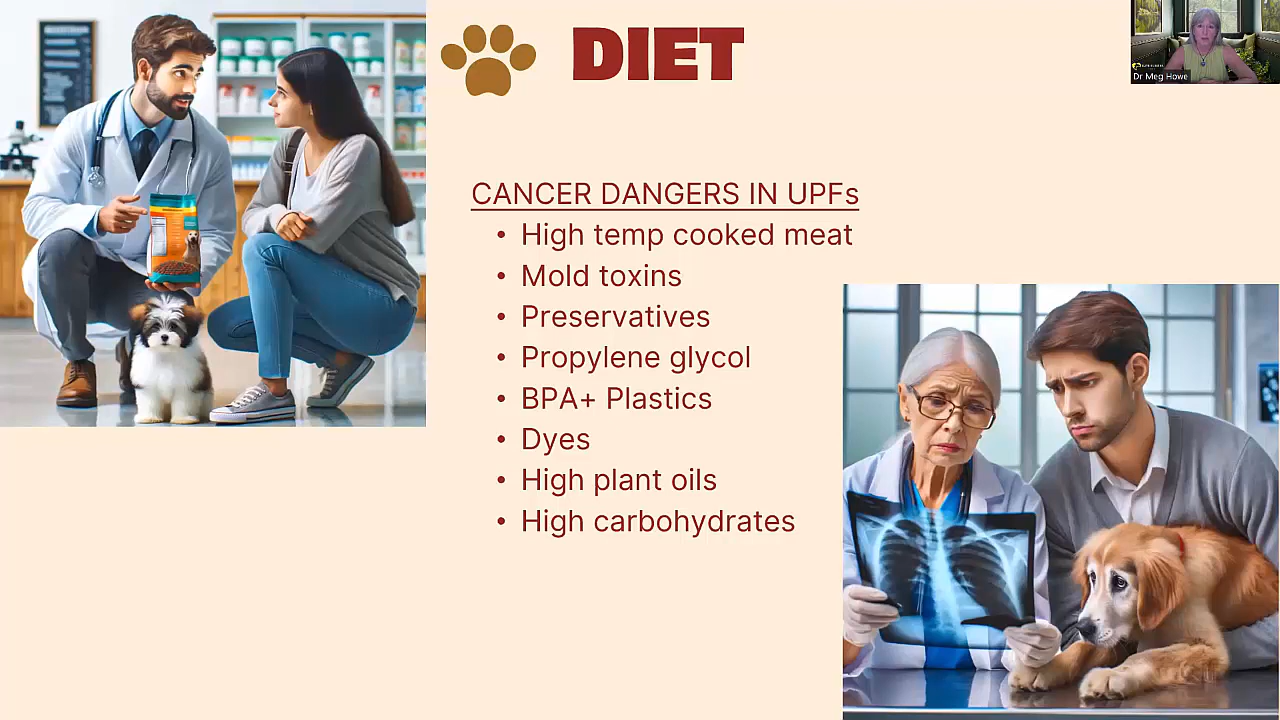 DIET
Dr Meg Howe
CANCER DANGERS IN UPFs
• High temp cooked meat
• Mold toxins
• Preservatives
• Propylene glycol
• BPA+ Plastics
• Dyes
• High plant oils
• High carbohydrates